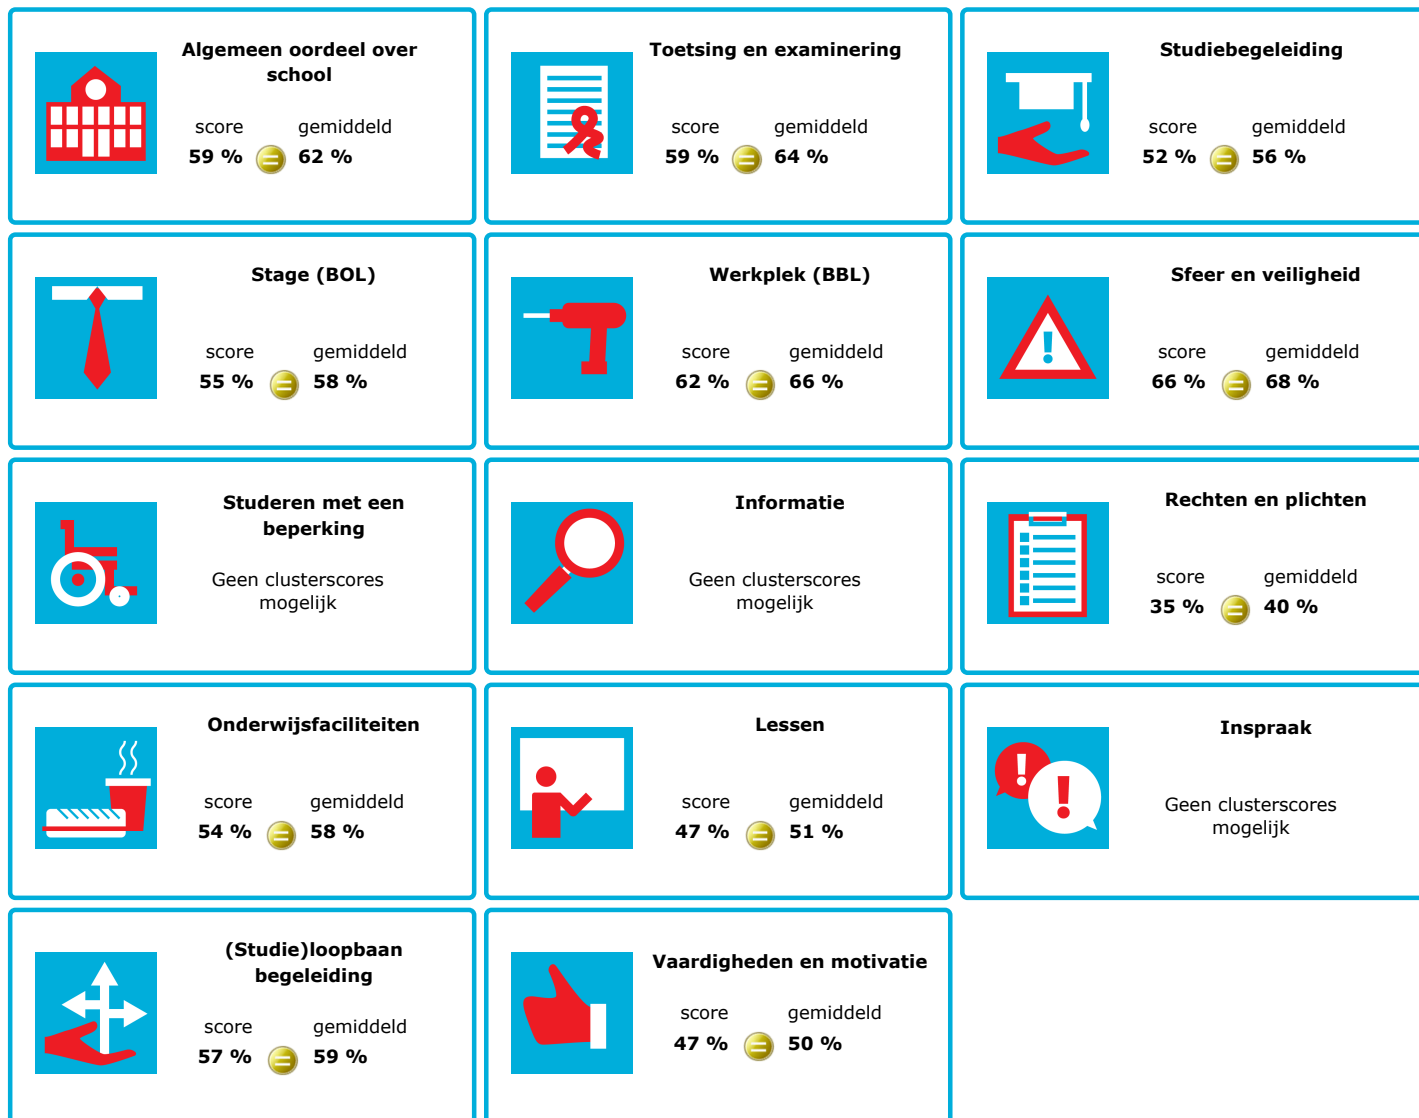 Algemeen oordeel over
school
score gemiddeld
59 % = 62 %
Toetsing en examinering
score gemiddeld
59 % = 64 %
Studiebegeleiding
score gemiddeld
52 % = 56 %
Stage (BOL)
score gemiddeld
55 % = 58 %
Werkplek (BBL)
score gemiddeld
62 % = 66 %
Sfeer en veiligheid
!
score gemiddeld
66 % = 68 %
Studeren met een
beperking
Geen clusterscores
mogelijk
Informatie
Geen clusterscores
mogelijk
Rechten en plichten
score gemiddeld
35 % = 40 %
Onderwijsfaciliteiten
score gemiddeld
54 % = 58 %
Lessen
score gemiddeld
47 % = 51 %
Inspraak
! !
Geen clusterscores
mogelijk
(Studie)loopbaan
begeleiding
score gemiddeld
57 % = 59 %
Vaardigheden en motivatie
score gemiddeld
47 % = 50 %